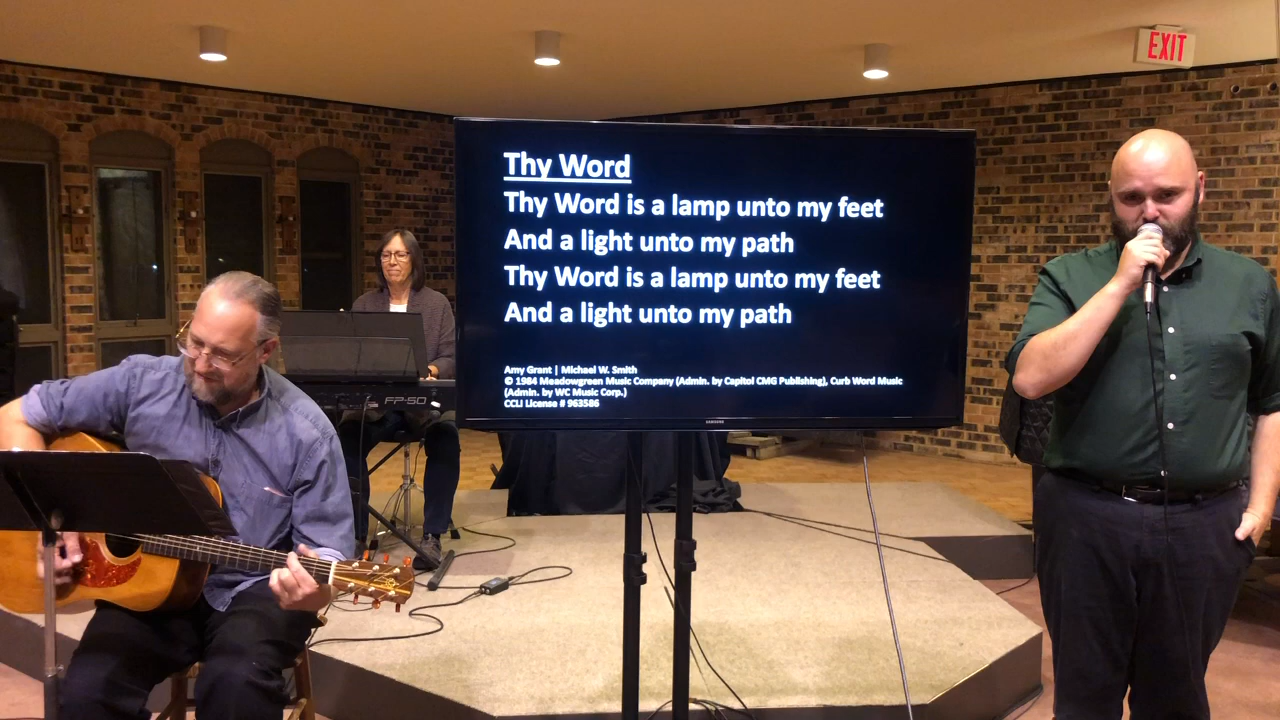 EXIT
Thy Word
Thy Word is a lamp unto my feet
And a light unto my path
Thy Word is a lamp unto my feet
And a light unto my path
Amy Grant | Michael W. Smith
© 1984 Meadowgreen Music Company (Admin. by Capitol CMG Publishing), Curb Word Music
(Admin. by WC Music Corp.)
CCLI License # 963586
SAMSUNG
FP-50